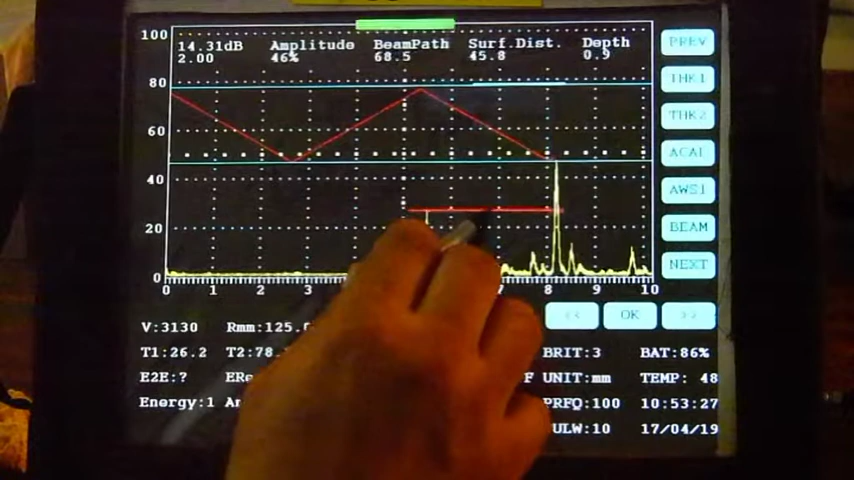 100 14.31dB Amplitude BeamPath Surf.Dist. Depth PREV
2.00 46% 68.5 45.8 0.9
80 THK1
60 THK2
ACAL
40 AWS1
20 BEAM
0 NEXT
0 1 2 3 7 8 9 10
<< OK >>
V:3130 Rmm:125.
T1:26.2 T2:78. BRIT:3 BAT:86%
E2E:? F UNIT:mm TEMP: 48
Energy:1 PRFQ:100 10:53:27
ULW:10 17/04/19